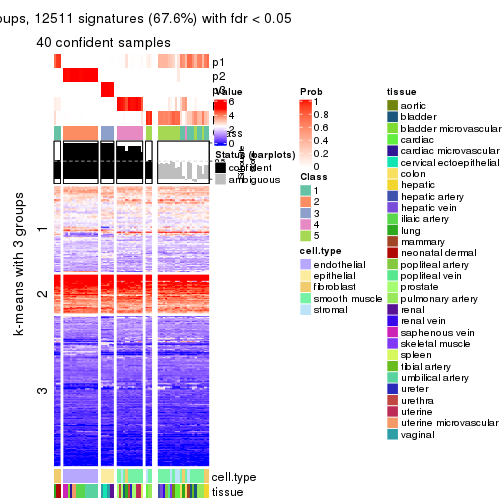 oups, 12511 signatures (67.6%) with fdr < 0.05
40 confident samples
p1
p2
k-means with 3 groups
1
2
3
cell.type
tissue
Value
6
4
2
0
Status (barplots)
confident
ambiguous
Prob
1
0.8
0.6
0.4
0.2
0
Class
1
2
3
4
5
cell.type
endothelial
epithelial
fibroblast
smooth muscle
stromal
tissue
aortic
bladder
bladder microvascular
cardiac
cardiac microvascular
cervical ectoepithelial
colon
hepatic
hepatic artery
hepatic vein
iliac artery
lung
mammary
neonatal dermal
popliteal artery
popliteal vein
prostate
pulmonary artery
renal
renal vein
saphenous vein
skeletal muscle
spleen
tibial artery
umbilical artery
ureter
urethra
uterine
uterine microvascular
vaginal